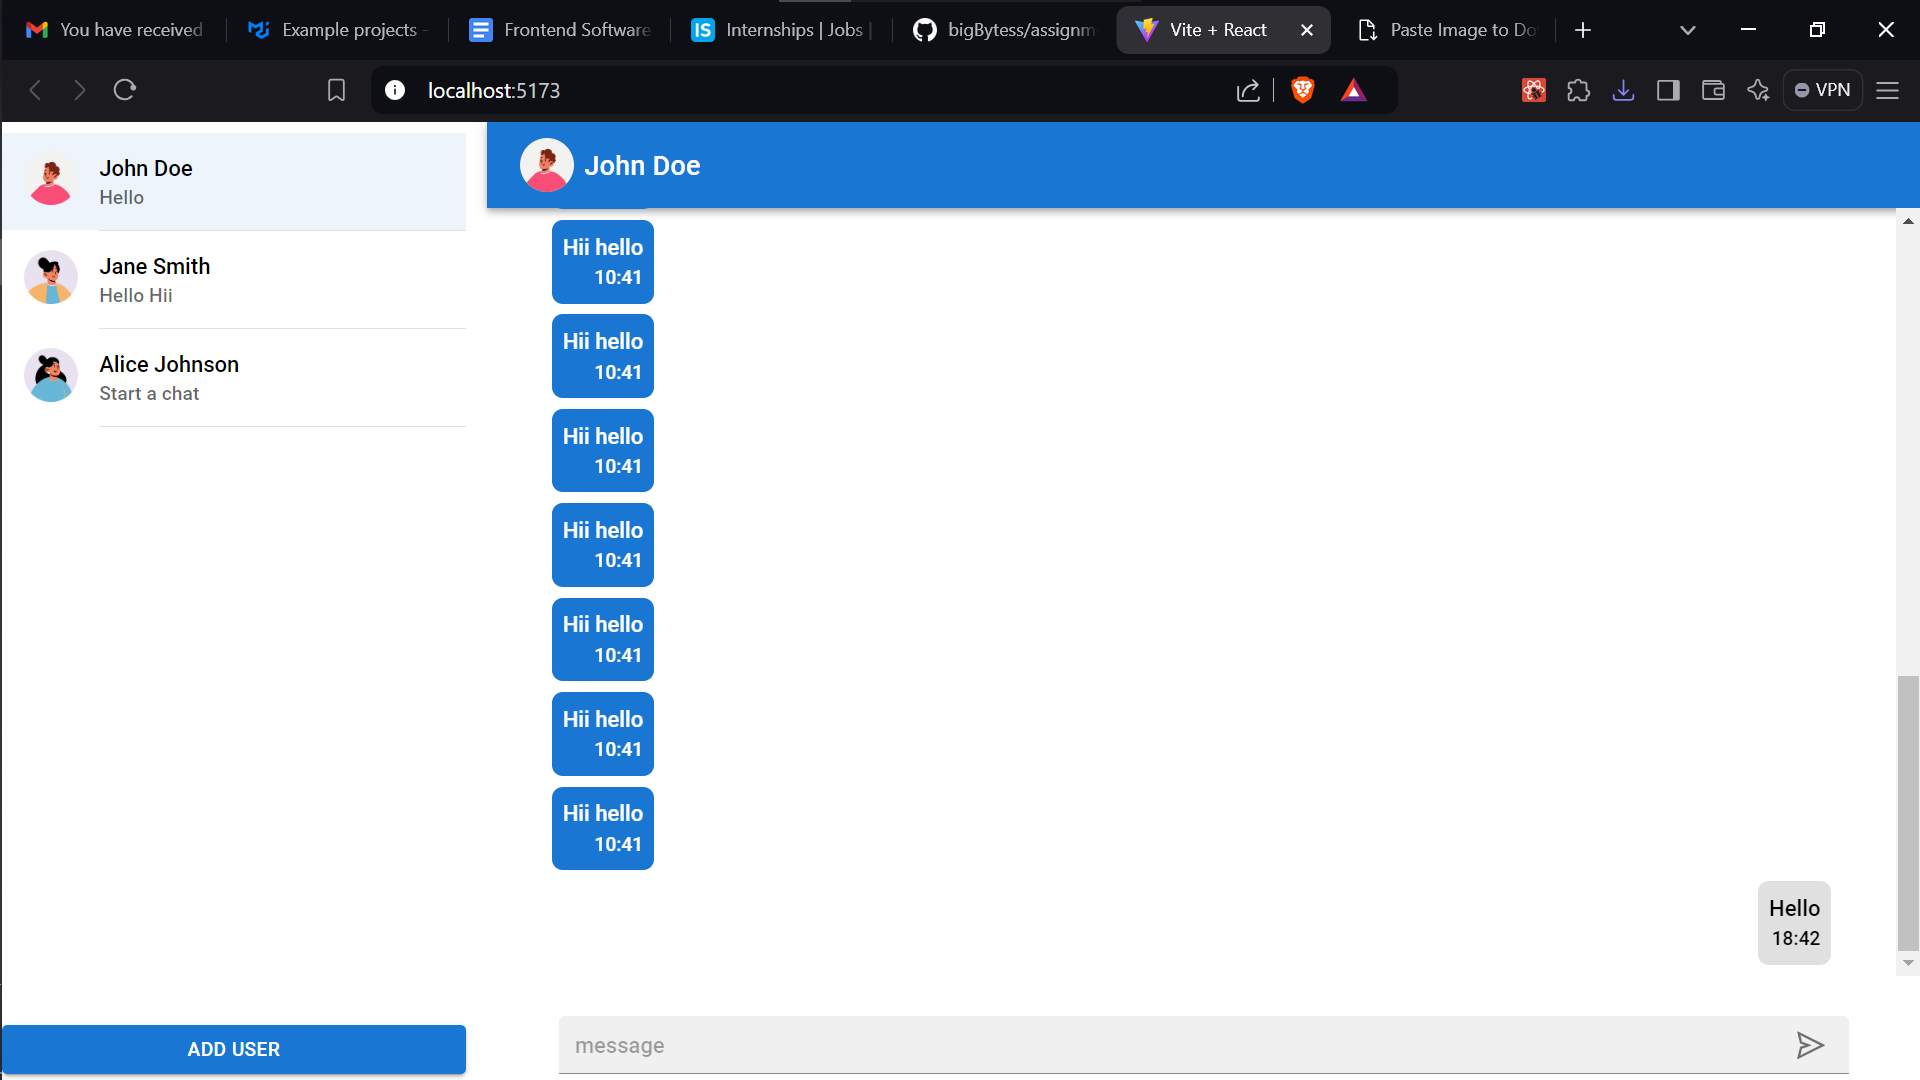 You have received
Example projects -
Frontend Software
IS Internships | Jobs |
bigBytess/assignm
Vite + React
Paste Image to Do
localhost:5173
VPN
John Doe
Hello
Jane Smith
Hello Hii
Alice Johnson
Start a chat
ADD USER
John Doe
Hii hello
10:41
Hii hello
10:41
Hii hello
10:41
Hii hello
10:41
Hii hello
10:41
Hii hello
10:41
Hii hello
10:41
Hello
18:42
message